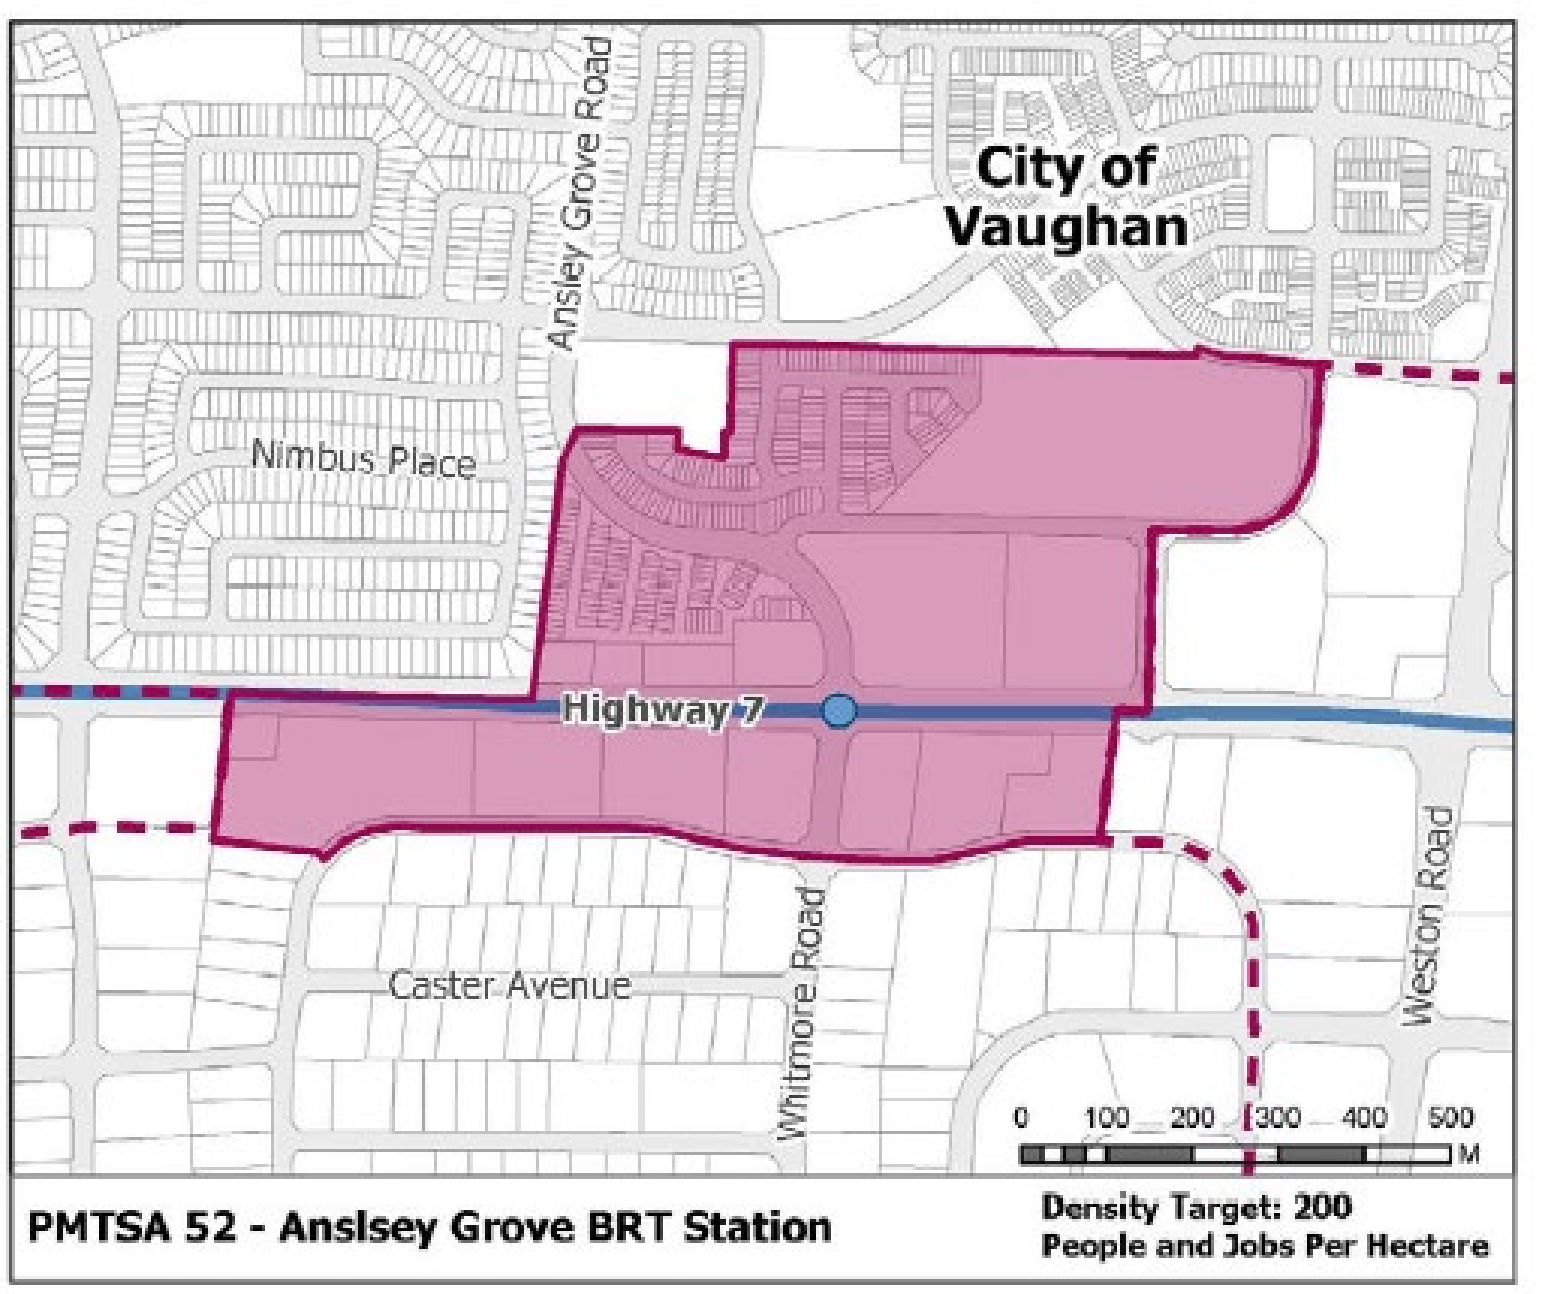 Ansley Grove Road
City of
Vaughan
Nimbus Place
Highway 7
Weston Road
Caster Avenue
Whitmore Road
0 100 200 300 400 500
M
PMTSA 52 - Anslsey Grove BRT Station
Density Target: 200
People and Jobs Per Hectare